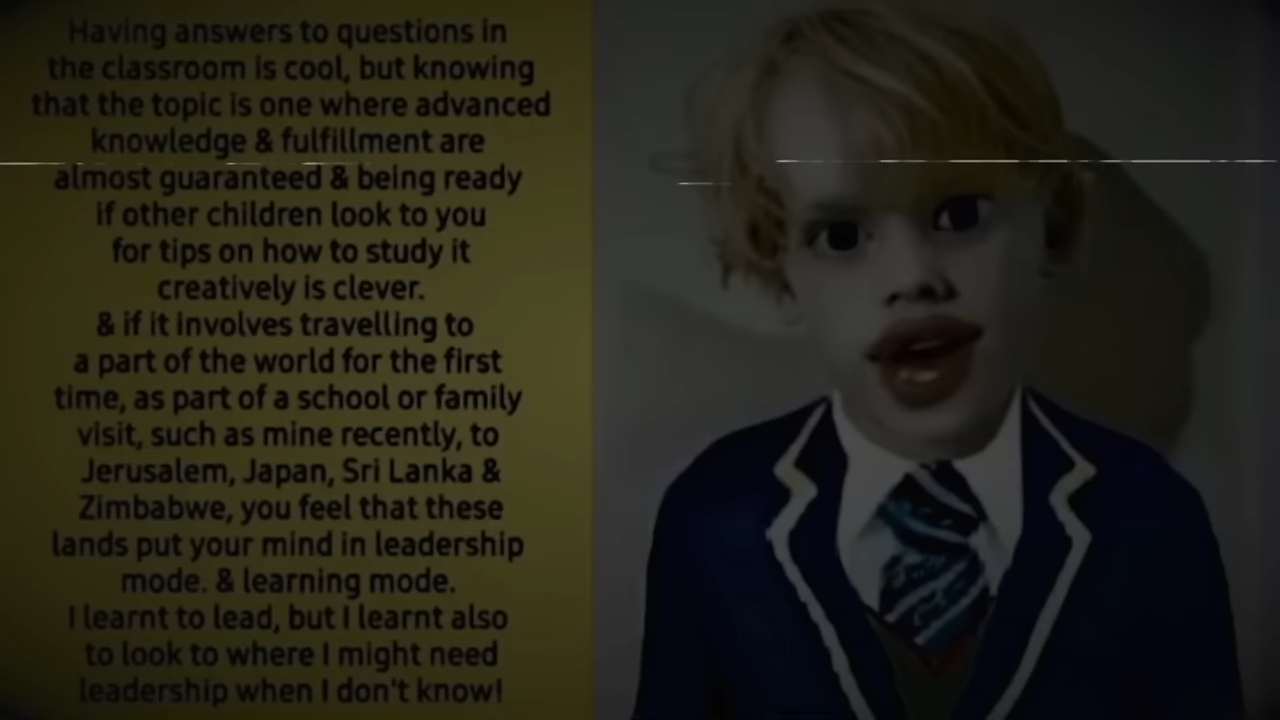 Having answers to questions in
the classroom is cool, but knowing
that the topic is one where advanced
knowledge & fulfillment are
almost guaranteed & being ready
if other children look to you
for tips on how to study it
creatively is clever.
& if it involves travelling to
a part of the world for the first
time, as part of a school or family
visit, such as mine recently, to
Jerusalem, Japan, Sri Lanka &
Zimbabwe, you feel that these
lands put your mind in leadership
mode. & learning mode.
I learnt to lead, but I learnt also
to look to where I might need
leadership when I don't know!